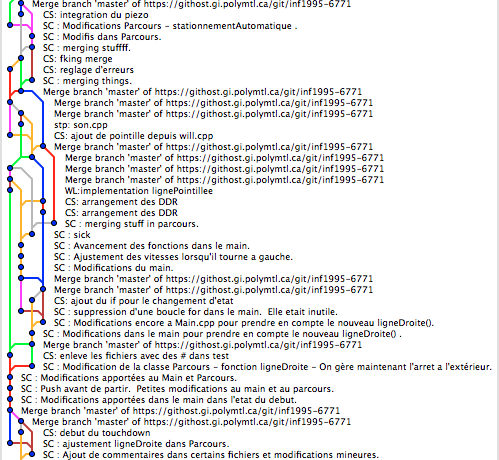 Merge branch 'master' of https://githost.gi.polymtl.ca/git/inf1995-6771
CS: integration du piezo
SC : Modifications Parcours - stationnementAutomatique .
SC : Modifis dans Parcours.
SC : merging stuffff.
CS: fking merge
CS: reglage d'erreurs
SC : merging things.
Merge branch 'master' of https://githost.gi.polymtl.ca/git/inf1995-6771
Merge branch 'master' of https://githost.gi.polymtl.ca/git/inf1995-6771
Merge branch 'master' of https://githost.gi.polymtl.ca/git/inf1995-6771
stp: son.cpp
CS: ajout de pointille depuis will.cpp
Merge branch 'master' of https://githost.gi.polymtl.ca/git/inf1995-6771
Merge branch 'master' of https://githost.gi.polymtl.ca/git/inf1995-6771
Merge branch 'master' of https://githost.gi.polymtl.ca/git/inf1995-6771
Merge branch 'master' of https://githost.gi.polymtl.ca/git/inf1995-6771
WL:implementation lignePointillee
CS: arrangement des DDR
CS: arrangement des DDR
SC : merging stuff in parcours.
SC : sick
SC : Avancement des fonctions dans le main.
SC : Ajustement des vitesses lorsqu'il tourne a gauche.
SC : Modifications du main.
Merge branch 'master' of https://githost.gi.polymtl.ca/git/inf1995-6771
Merge branch 'master' of https://githost.gi.polymtl.ca/git/inf1995-6771
CS: ajout du if pour le changement d'etat
SC : suppression d'une boucle for dans le main. Elle etait inutile.
SC : Modifications encore a Main.cpp pour prendre en compte le nouveau ligneDroite().
SC : Modifications dans le main pour prendre en compte le nouveau ligneDroite() .
Merge branch 'master' of https://githost.gi.polymtl.ca/git/inf1995-6771
CS: enleve les fichiers avec des # dans test
SC : Modification de la classe Parcours - fonction ligneDroite - On gère maintenant l'arret a l'extérieur.
SC : Modifications apportées au Main et Parcours.
SC : Push avant de partir. Petites modifications au main et au parcours.
SC : Modifications apportées dans le main dans l'etat du debut.
Merge branch 'master' of https://githost.gi.polymtl.ca/git/inf1995-6771
Merge branch 'master' of https://githost.gi.polymtl.ca/git/inf1995-6771
CS: debut du touchdown
SC : ajustement ligneDroite dans Parcours.
SC : Ajout de commentaires dans certains fichiers et modifications mineures.